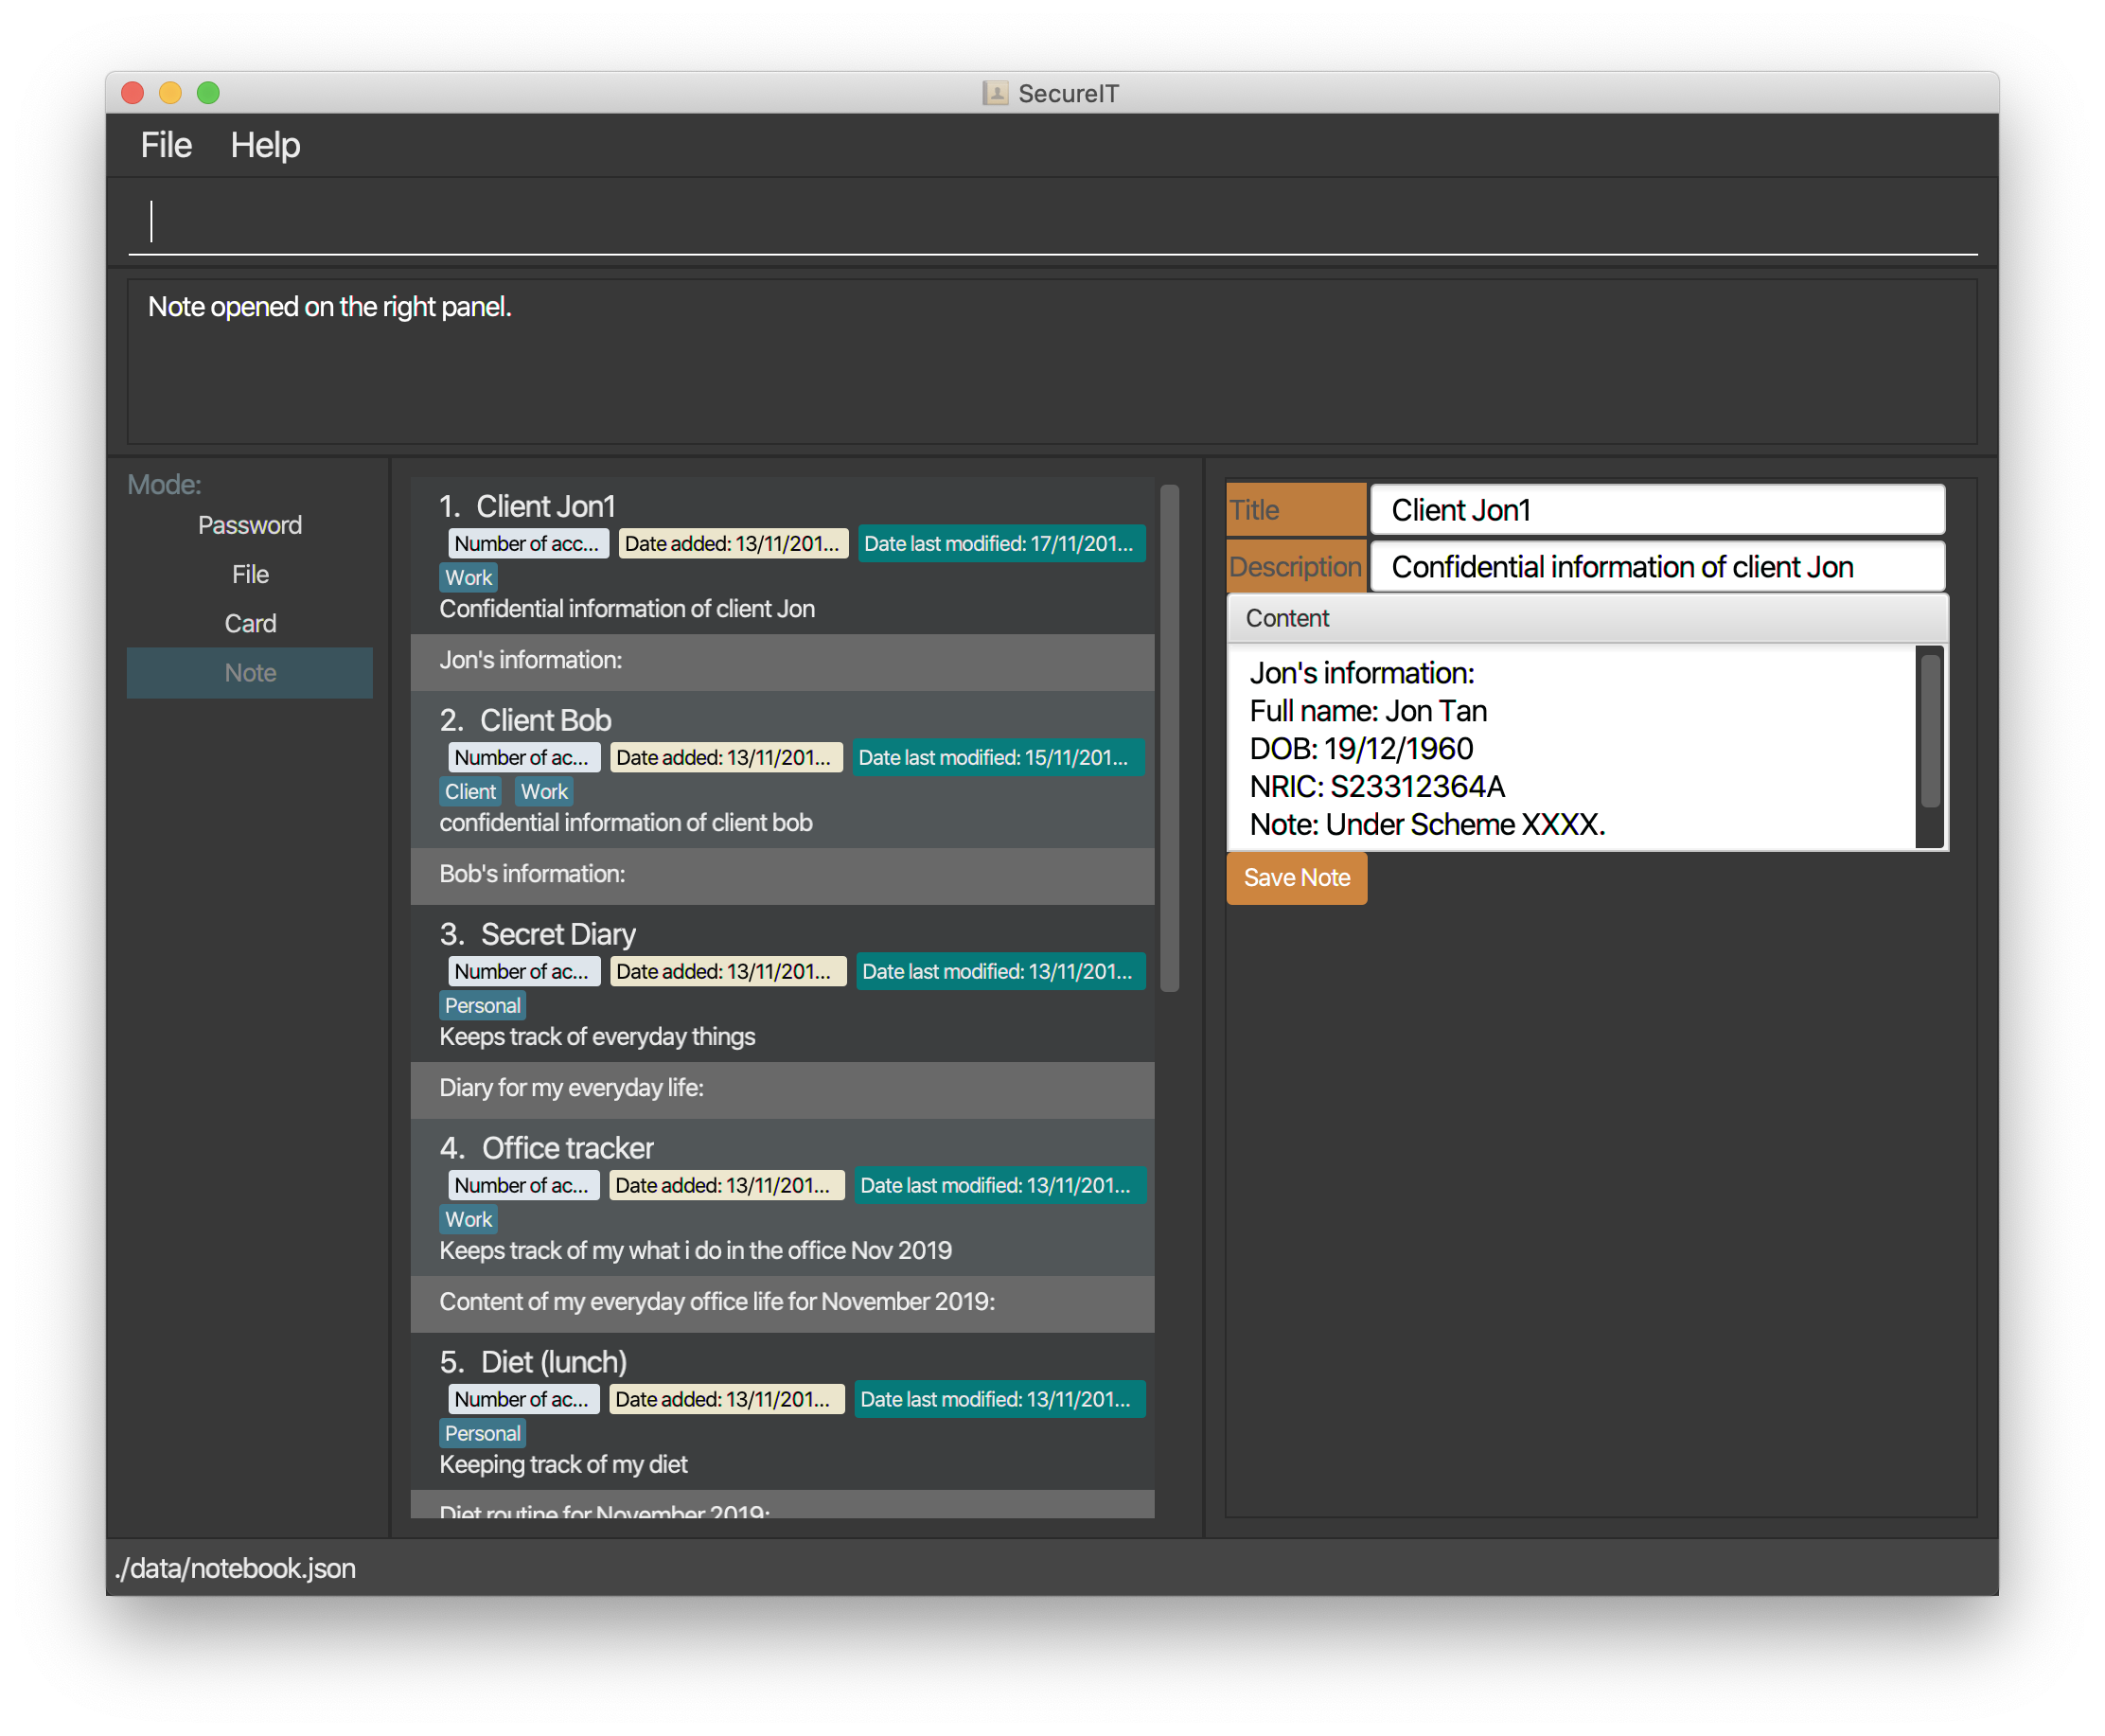 SecureIT
File Help
Note opened on the right panel.
Mode:
Password
File
Card
Note
1. Client Jon1
Number of acc... Date added: 13/11/201... Date last modified: 17/11/201...
Work
Confidential information of client Jon
Jon's information:
2. Client Bob
Number of ac... Date added: 13/11/201... Date last modified: 15/11/201...
Client Work
confidential information of client bob
Bob's information:
3. Secret Diary
Number of ac... Date added: 13/11/201... Date last modified: 13/11/201...
Personal
Keeps track of everyday things
Diary for my everyday life:
4. Office tracker
Number of ac... Date added: 13/11/201... Date last modified: 13/11/201...
Work
Keeps track of my what i do in the office Nov 2019
Content of my everyday office life for November 2019:
5. Diet (lunch)
Number of ac... Date added: 13/11/201... Date last modified: 13/11/201...
Personal
Keeping track of my diet
Diet routine for November 2019:
Title Client Jon1
Description Confidential information of client Jon
Content
Jon's information:
Full name: Jon Tan
DOB: 19/12/1960
NRIC: S23312364A
Note: Under Scheme XXXX.
Save Note
./data/notebook.json